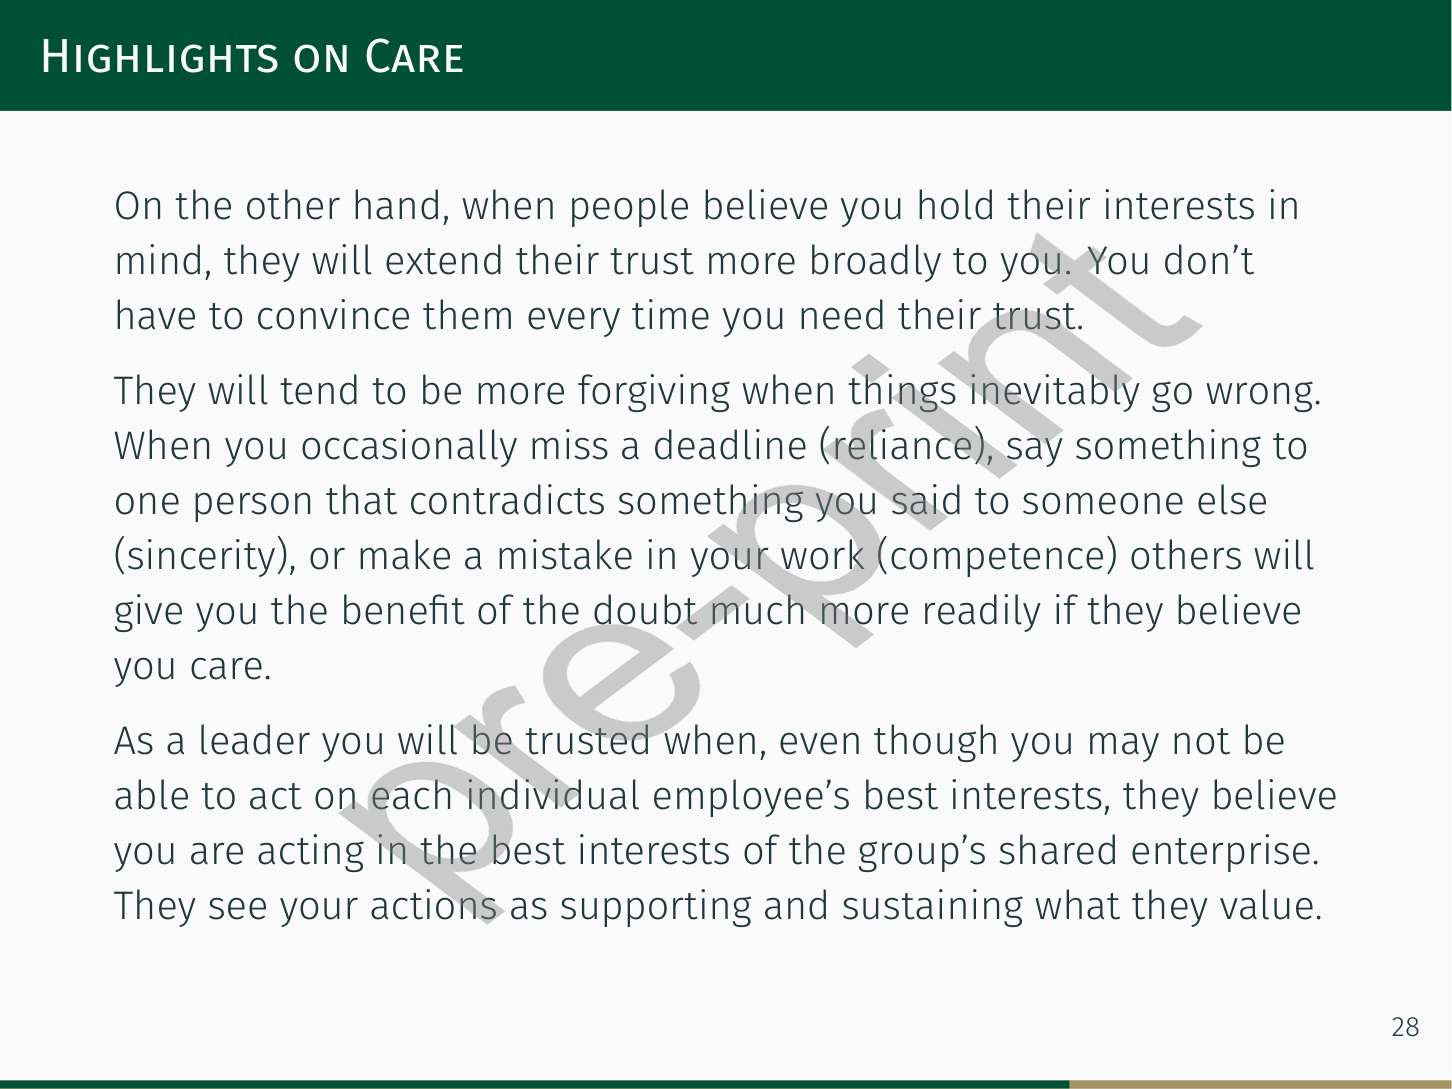 Highlights on Care
On the other hand, when people believe you hold their interests in
mind, they will extend their trust more broadly to you. You don’t
have to convince them every time you need their trust.
They will tend to be more forgiving when things inevitably go wrong.
When you occasionally miss a deadline (reliance), say something to
one person that contradicts something you said to someone else
(sincerity), or make a mistake in your work (competence) others will
give you the benefit of the doubt much more readily if they believe
you care.
As a leader you will be trusted when, even though you may not be
able to act on each individual employee’s best interests, they believe
you are acting in the best interests of the group’s shared enterprise.
They see your actions as supporting and sustaining what they value.
pre-print
28